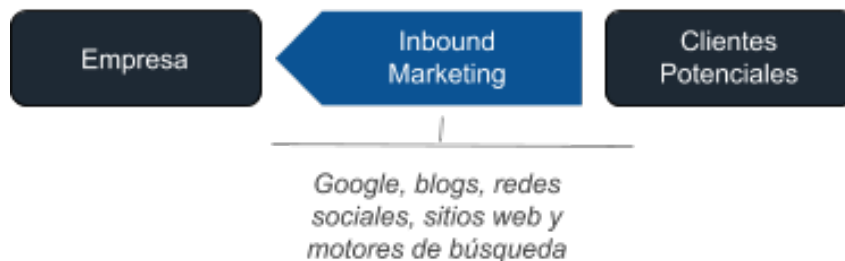 Empresa
Inbound
Marketing
Clientes
Potenciales
Google, blogs, redes
sociales, sitios web y
motores de búsqueda